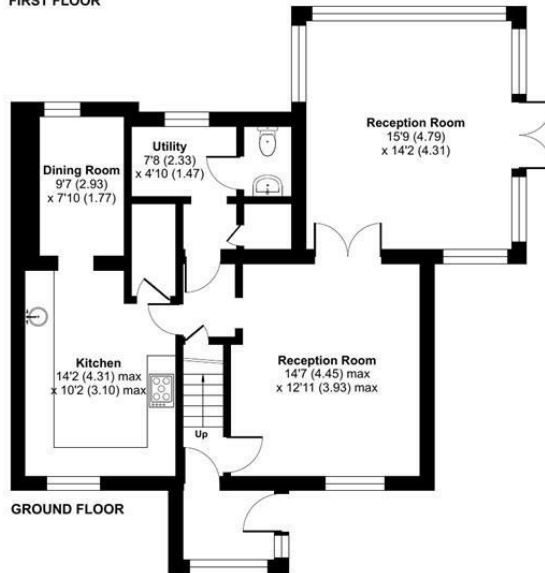 FIRST FLOOR
Reception Room
15'9 (4.79)
x 14'2 (4.31)
Utility
7'8 (2.33)
x 4'10 (1.47)
Dining Room
9'7 (2.93)
x 7'10 (1.77)
Kitchen
14'2 (4.31) max
x 10'2 (3.10) max
Reception Room
14'7 (4.45) max
x 12'11 (3.93) max
Up
GROUND FLOOR